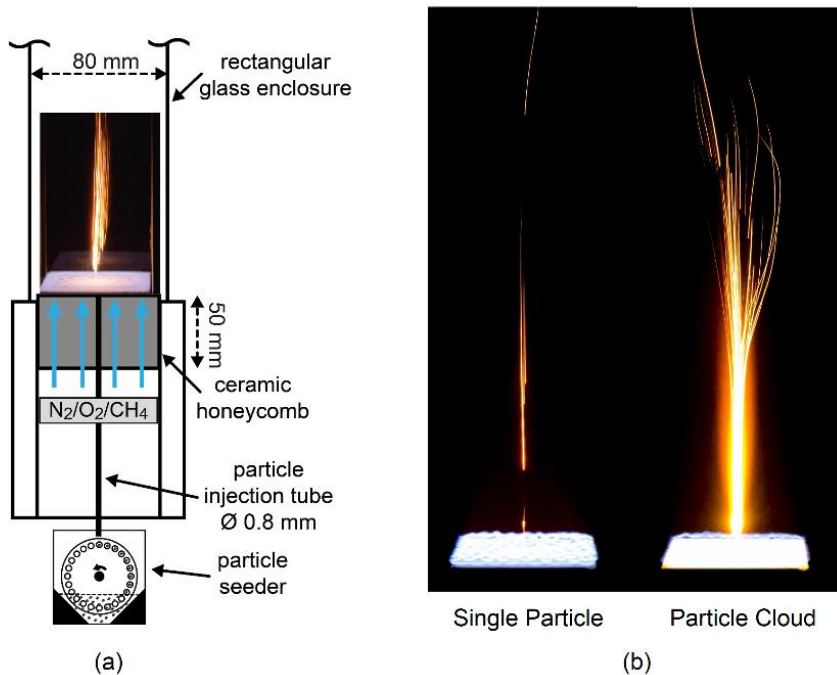 80 mm
rectangular
glass enclosure
50 mm
ceramic
honeycomb
N2/O2/CH4
particle
injection tube
Ø 0.8 mm
particle
seeder
(a)
Single Particle
Particle Cloud
(b)